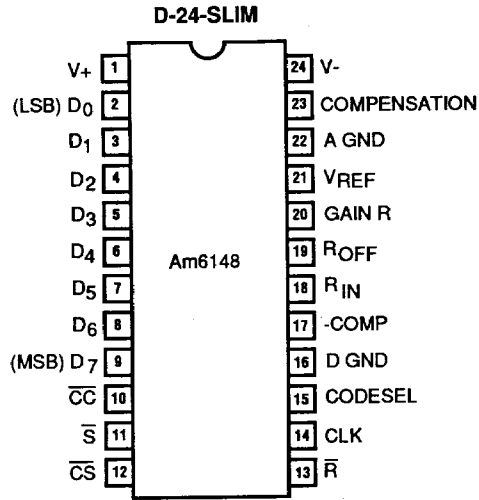 D-24-SLIM
V+ 1 24 V-
(LSB) D0 2 23 COMPENSATION
D1 3 22 A GND
D2 4 21 VREF
D3 5 20 GAIN R
D4 6 19 ROFF
Am6148
D5 7 18 RIN
D6 8 17 -COMP
(MSB) D7 9 16 D GND
C̅C̅ 10 15 CODESEL
S̅ 11 14 CLK
C̅S̅ 12 13 R̅